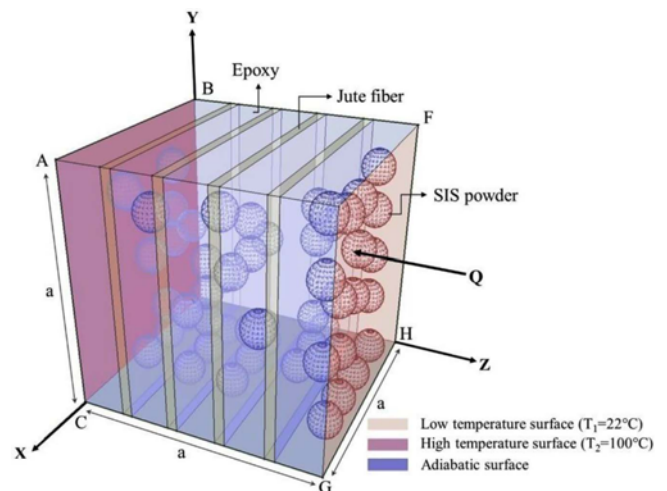 Y
B
Epoxy
Jute fiber
F
A
SIS powder
a
Q
H
Z
a
C
X
a
G
Low temperature surface (T₁=22°C)
High temperature surface (T₂=100°C)
Adiabatic surface